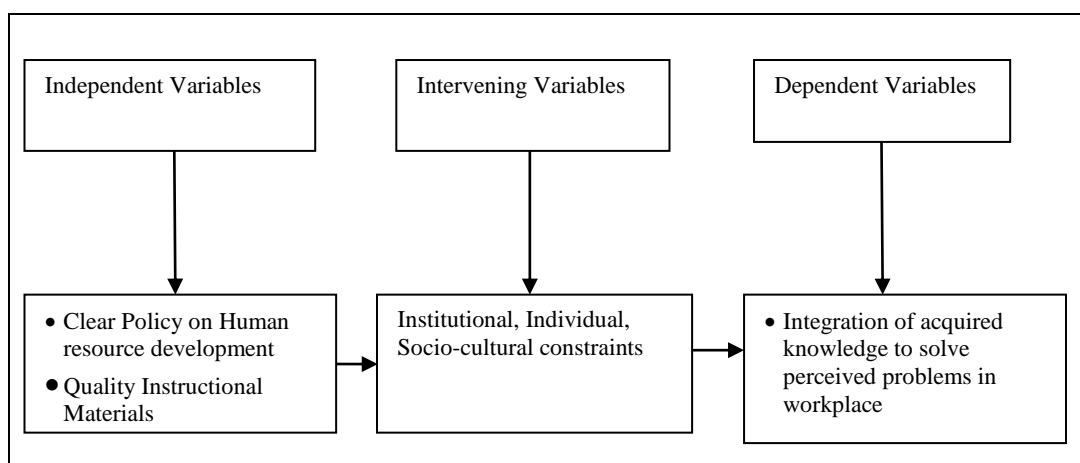 Independent Variables
Intervening Variables
Dependent Variables
• Clear Policy on Human
resource development
• Quality Instructional
Materials
Institutional, Individual,
Socio-cultural constraints
• Integration of acquired
knowledge to solve
perceived problems in
workplace